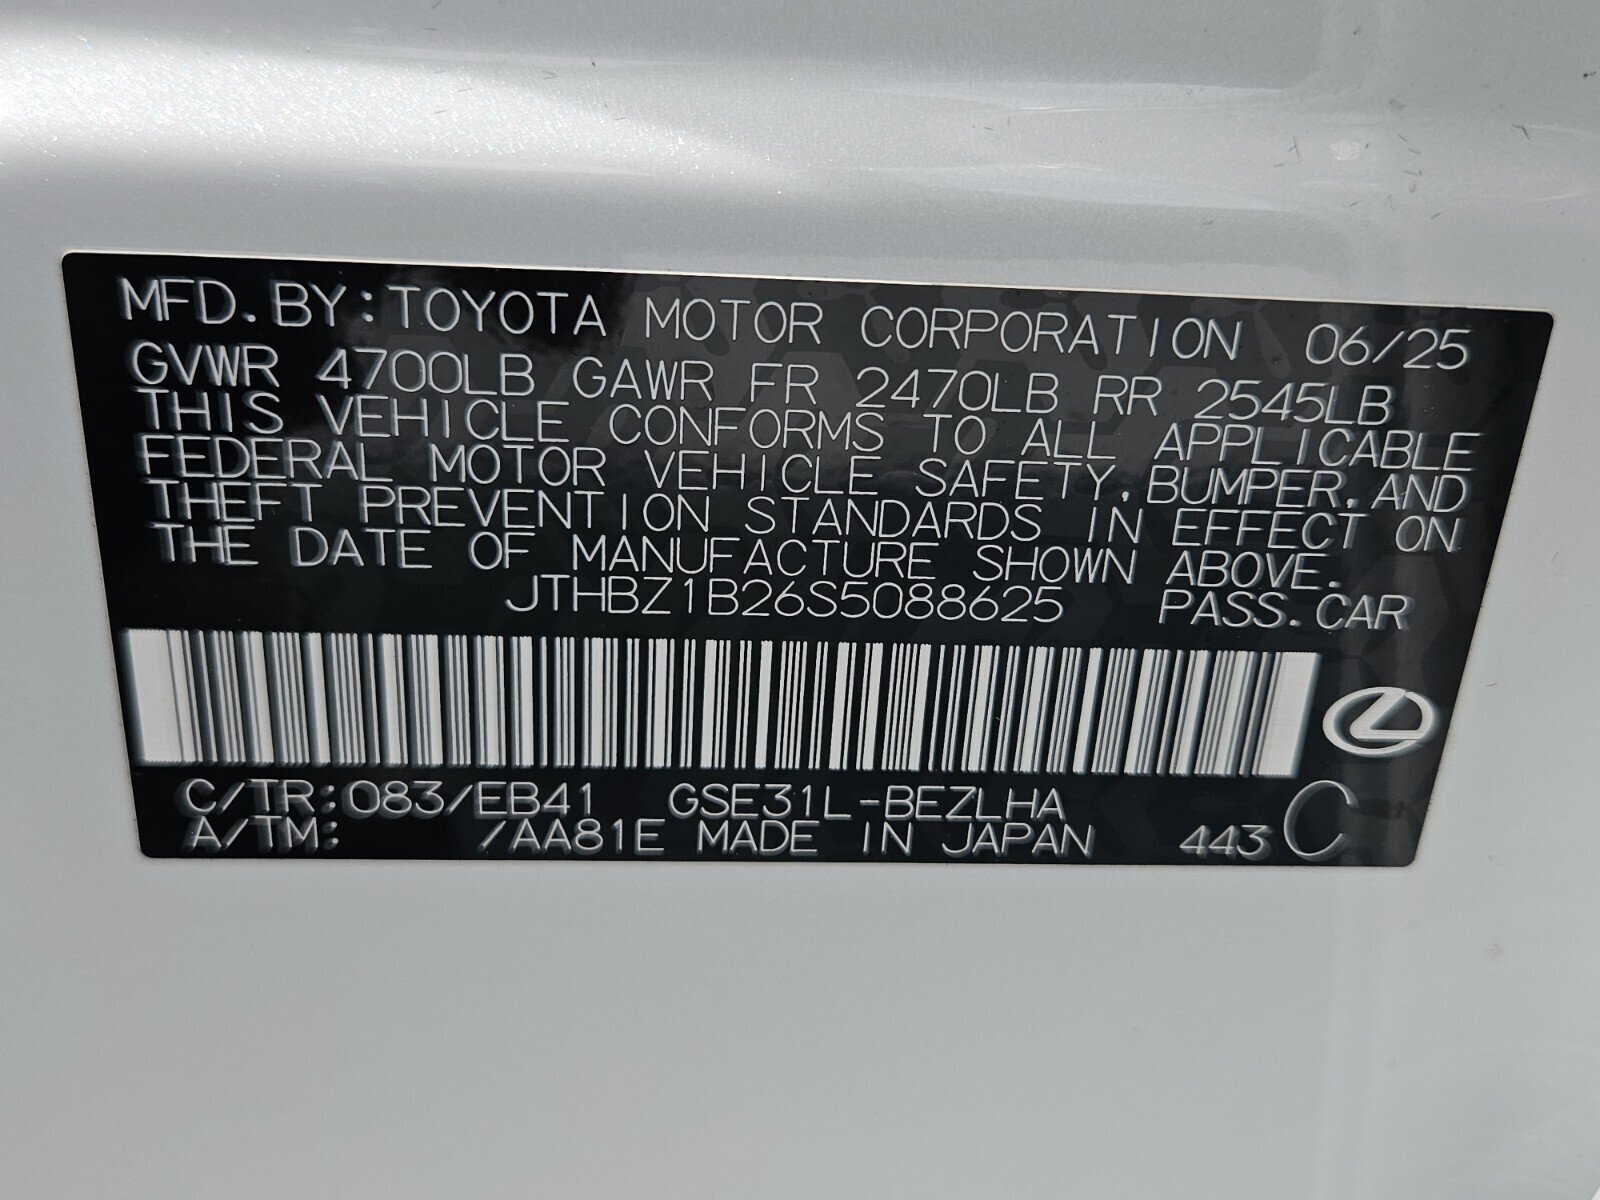 MFD. BY:TOYOTA MOTOR CORPORATION 06/25
GVWR 4700LB GAWR FR 2470LB RR 2545LB
THIS VEHICLE CONFORMS TO ALL APPLICABLE
FEDERAL MOTOR VEHICLE SAFETY, BUMPER, AND
THEFT PREVENTION STANDARDS IN EFFECT ON
THE DATE OF MANUFACTURE SHOWN ABOVE.
JTHBZ1B26S5088625 PASS. CAR
C/TR:083/EB41 GSE31L-BEZLHA
A/TM: /AA81E MADE IN JAPAN 443 C